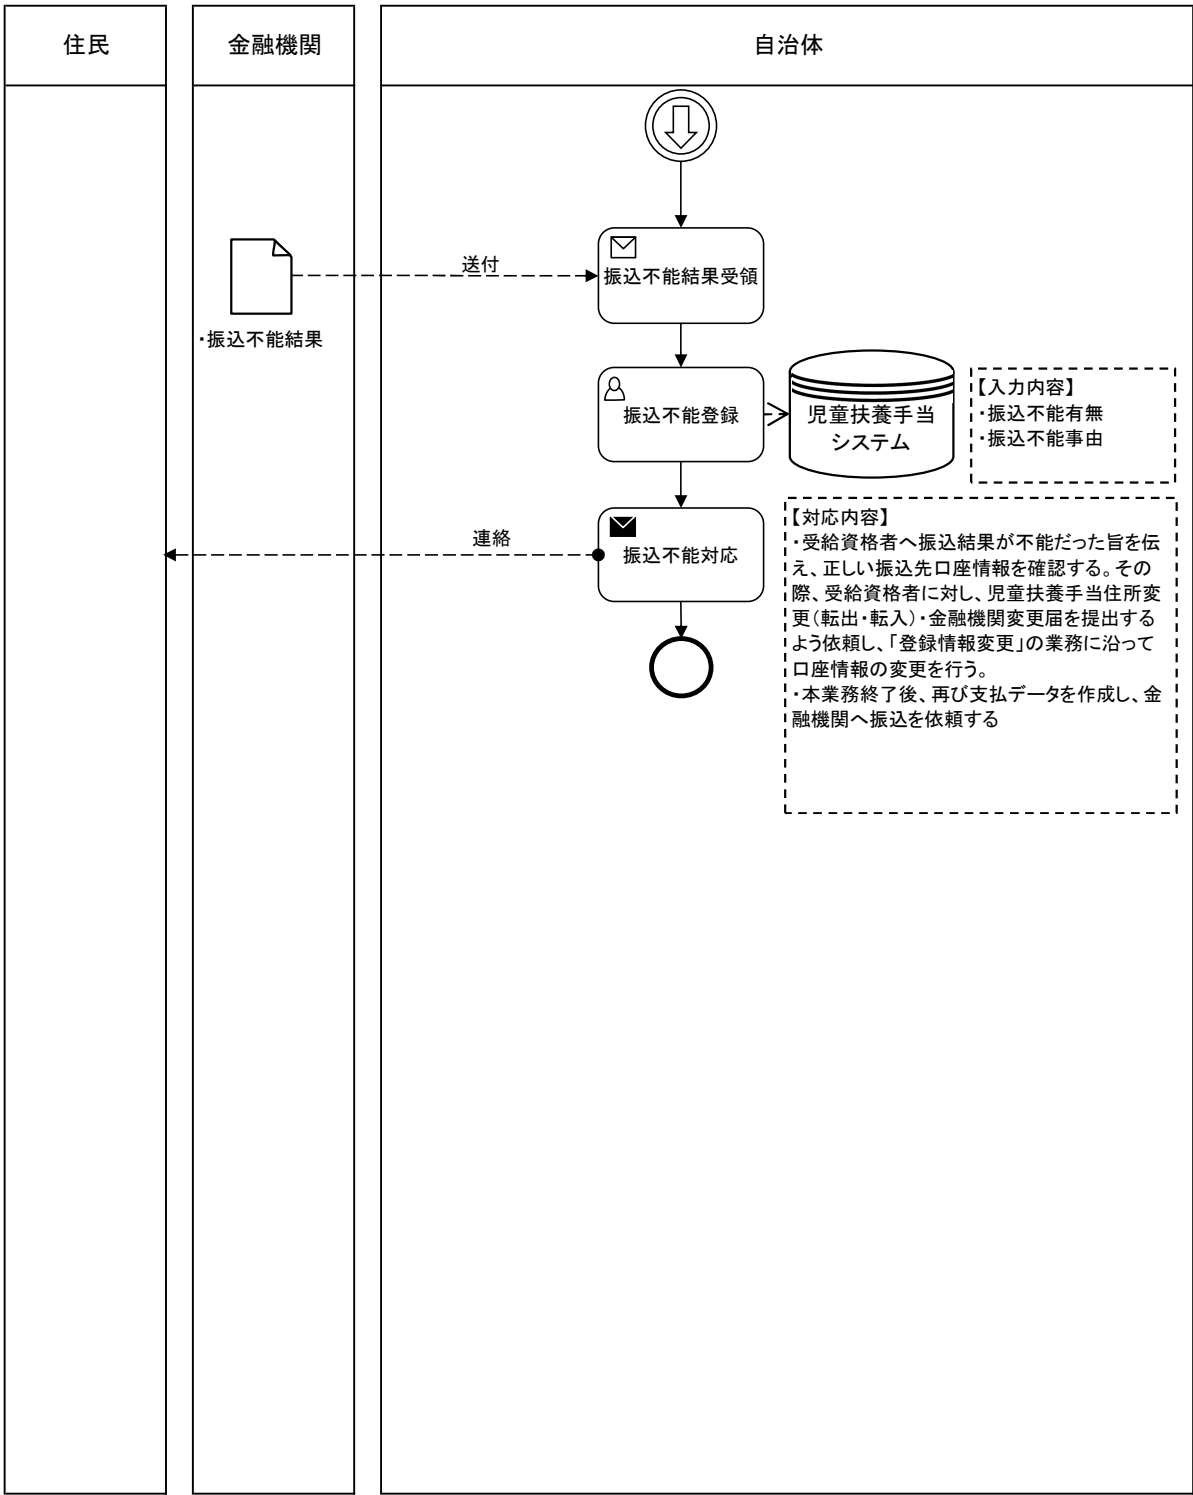 住民
金融機関
自治体
送付
振込不能結果受領
・振込不能結果
振込不能登録
児童扶養手当
システム
【入力内容】
・振込不能有無
・振込不能事由
連絡
振込不能対応
【対応内容】
・受給資格者へ振込結果が不能だった旨を伝
え、正しい振込先口座情報を確認する。その
際、受給資格者に対し、児童扶養手当住所変
更（転出・転入）・金融機関変更届を提出する
よう依頼し、「登録情報変更」の業務に沿って
口座情報の変更を行う。
・本業務終了後、再び支払データを作成し、金
融機関へ振込を依頼する